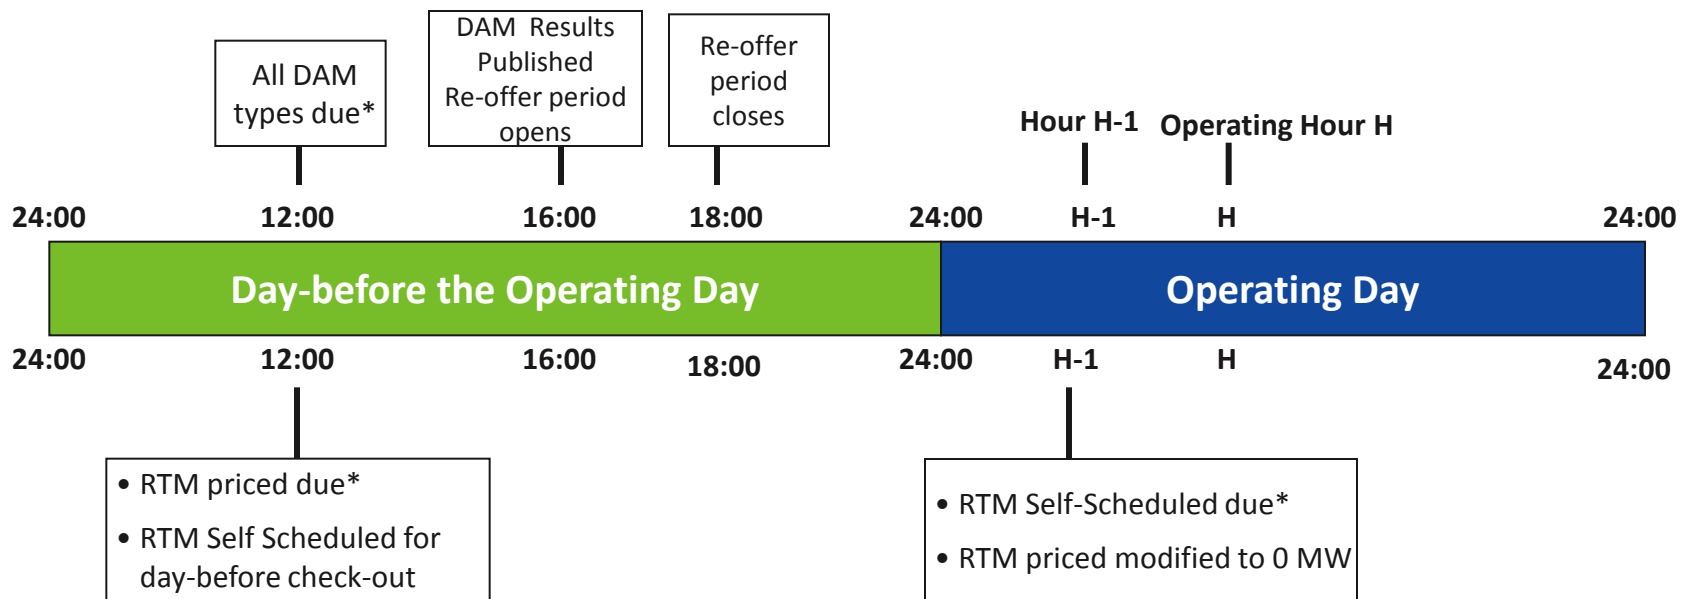 All DAM
types due*
DAM Results
Published
Re-offer period
opens
Re-offer
period
closes
Hour H-1
Operating Hour H
24:00
12:00
16:00
18:00
24:00
H-1
H
24:00
Day-before the Operating Day
Operating Day
24:00
12:00
16:00
18:00
24:00
H-1
H
24:00
• RTM priced due*
• RTM Self Scheduled for
day-before check-out
• RTM Self-Scheduled due*
• RTM priced modified to 0 MW